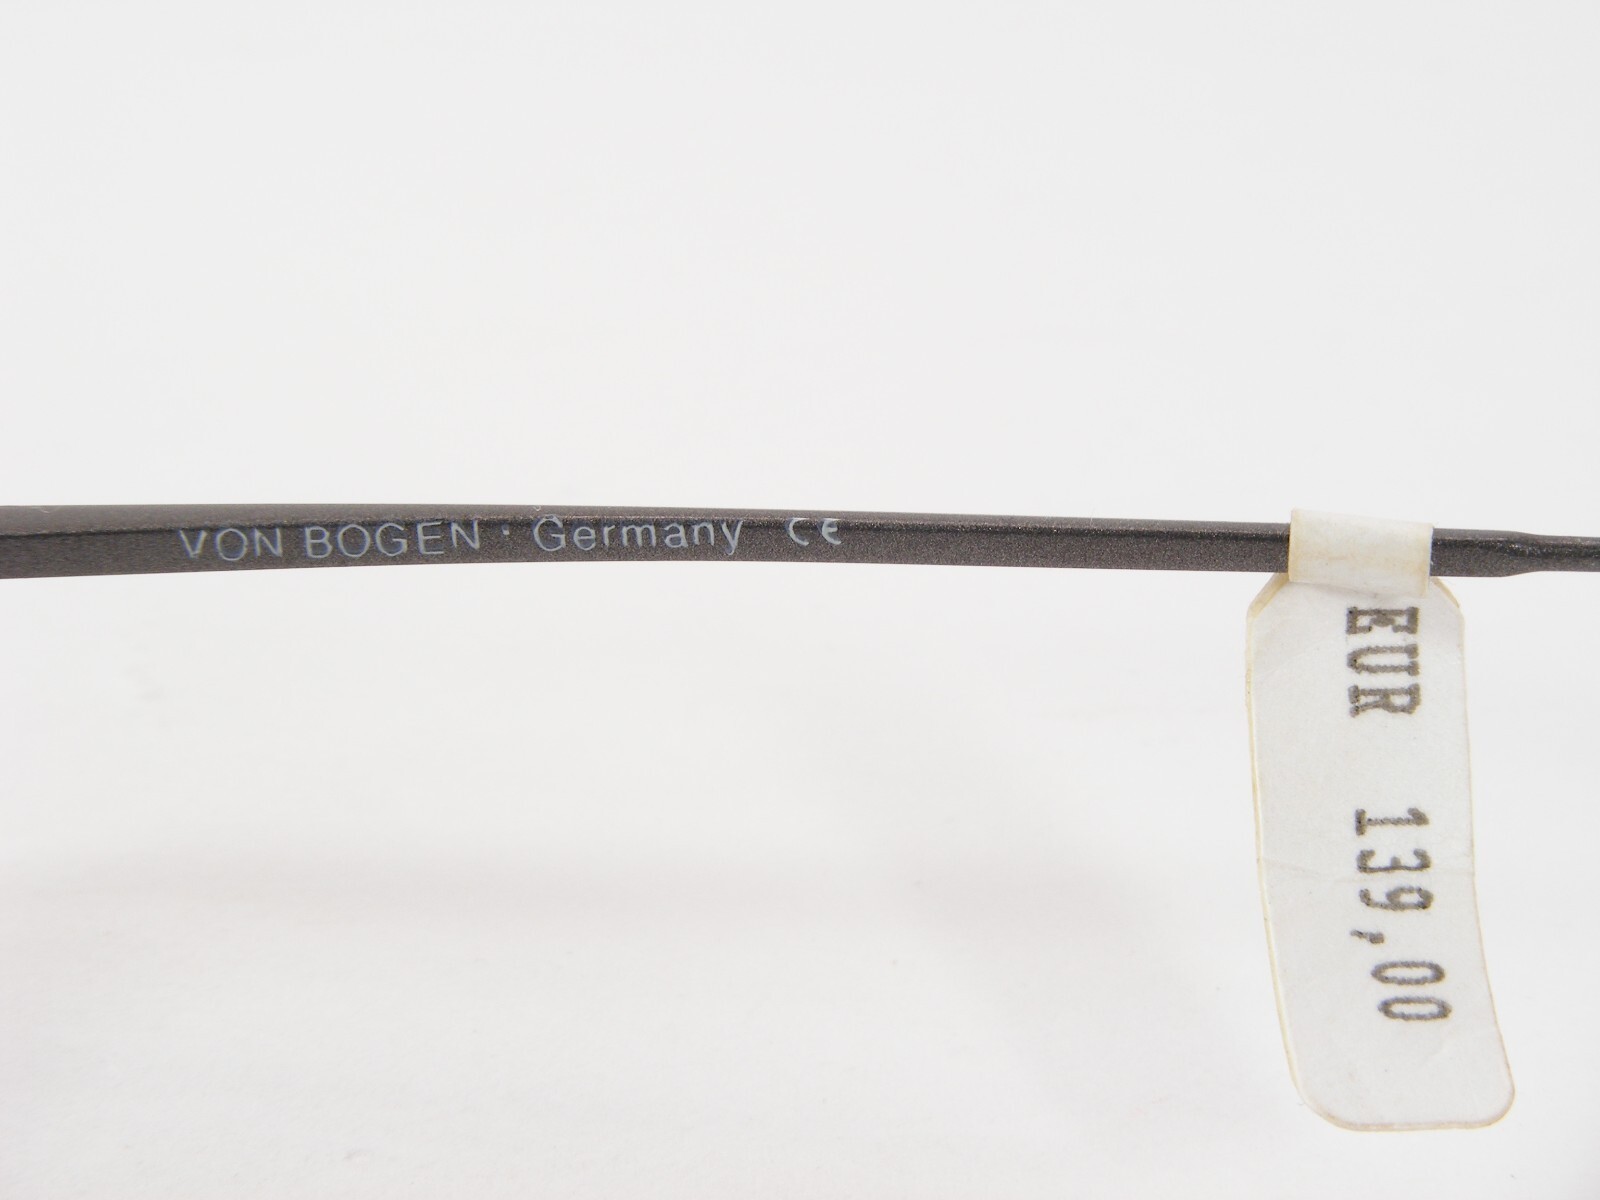 VON BOGEN · Germany CE
EUR 139,00